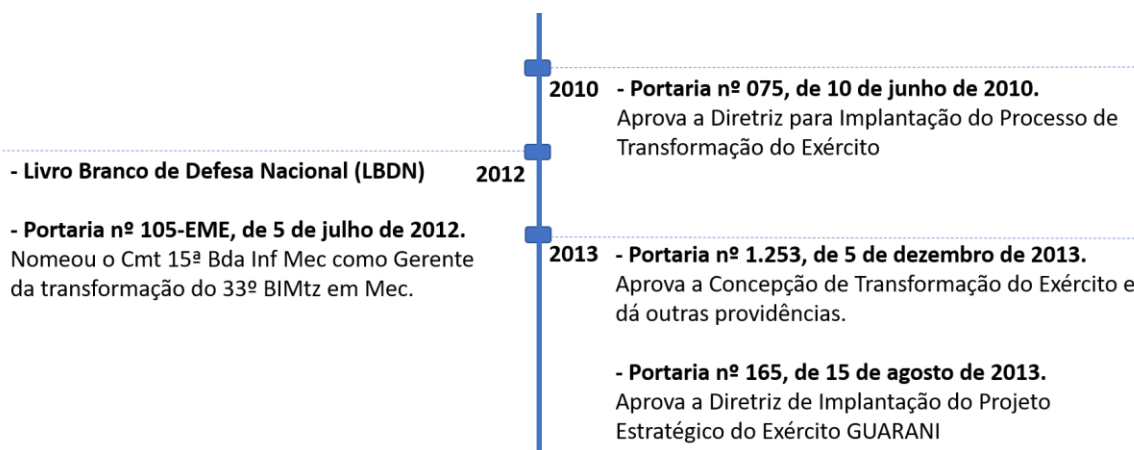 2010
- Portaria nº 075, de 10 de junho de 2010.
Aprova a Diretriz para Implantação do Processo de
Transformação do Exército
- Livro Branco de Defesa Nacional (LBDN)
2012
- Portaria nº 105-EME, de 5 de julho de 2012.
Nomeou o Cmt 15ª Bda Inf Mec como Gerente
da transformação do 33º BIMtz em Mec.
2013
- Portaria nº 1.253, de 5 de dezembro de 2013.
Aprova a Concepção de Transformação do Exército e
dá outras providências.
- Portaria nº 165, de 15 de agosto de 2013.
Aprova a Diretriz de Implantação do Projeto
Estratégico do Exército GUARANI